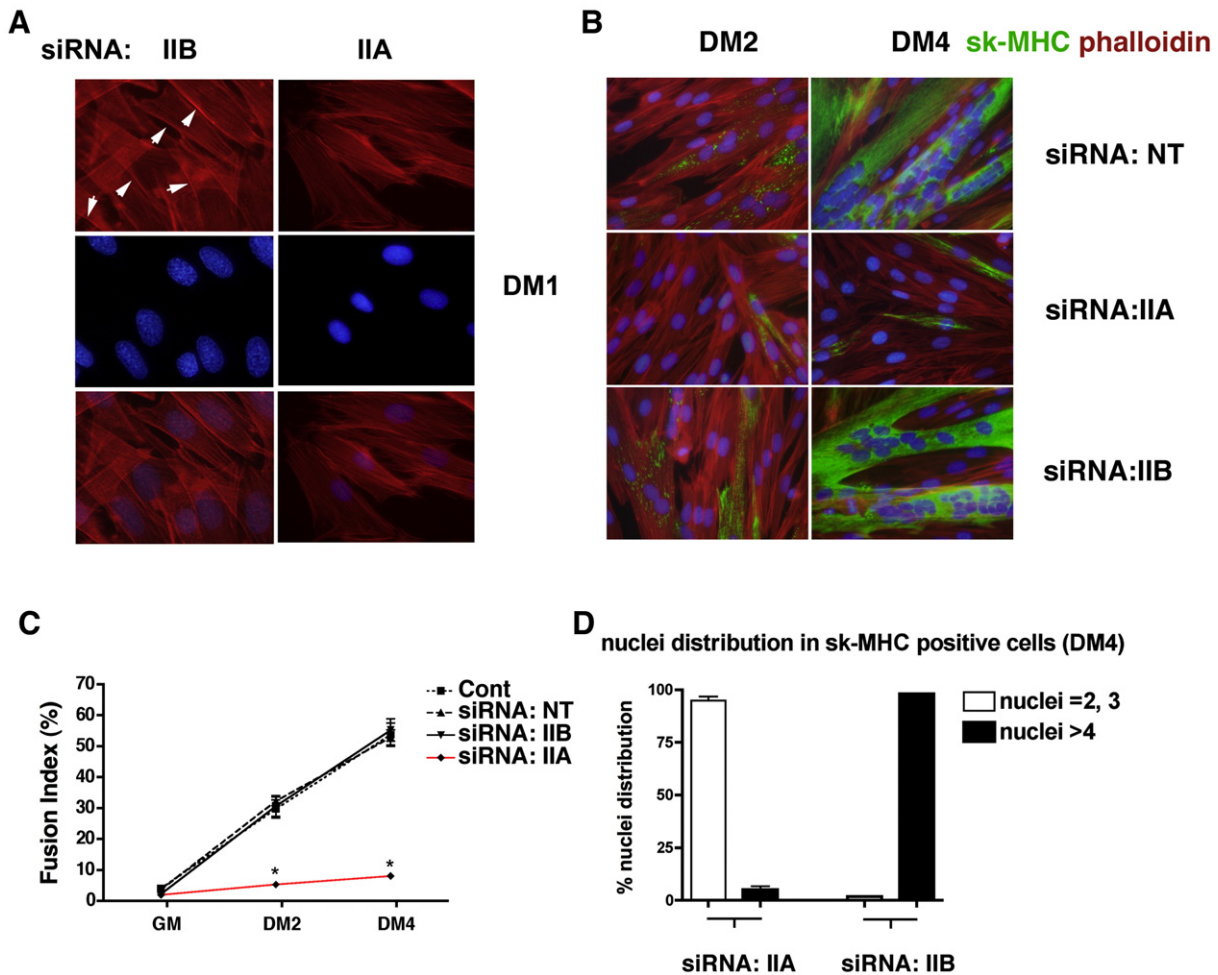 A
siRNA: IIB IIA
DM1
B
DM2 DM4 sk-MHC phalloidin
siRNA: NT
siRNA:IIA
siRNA:IIB
C
Fusion Index (%)
70
60
50
40
30
20
10
0
GM DM2 DM4
* *
Cont
siRNA: NT
siRNA: IIB
siRNA: IIA
D
nuclei distribution in sk-MHC positive cells (DM4)
% nuclei distribution
100
75
50
25
0
siRNA: IIA siRNA: IIB
nuclei =2, 3
nuclei >4